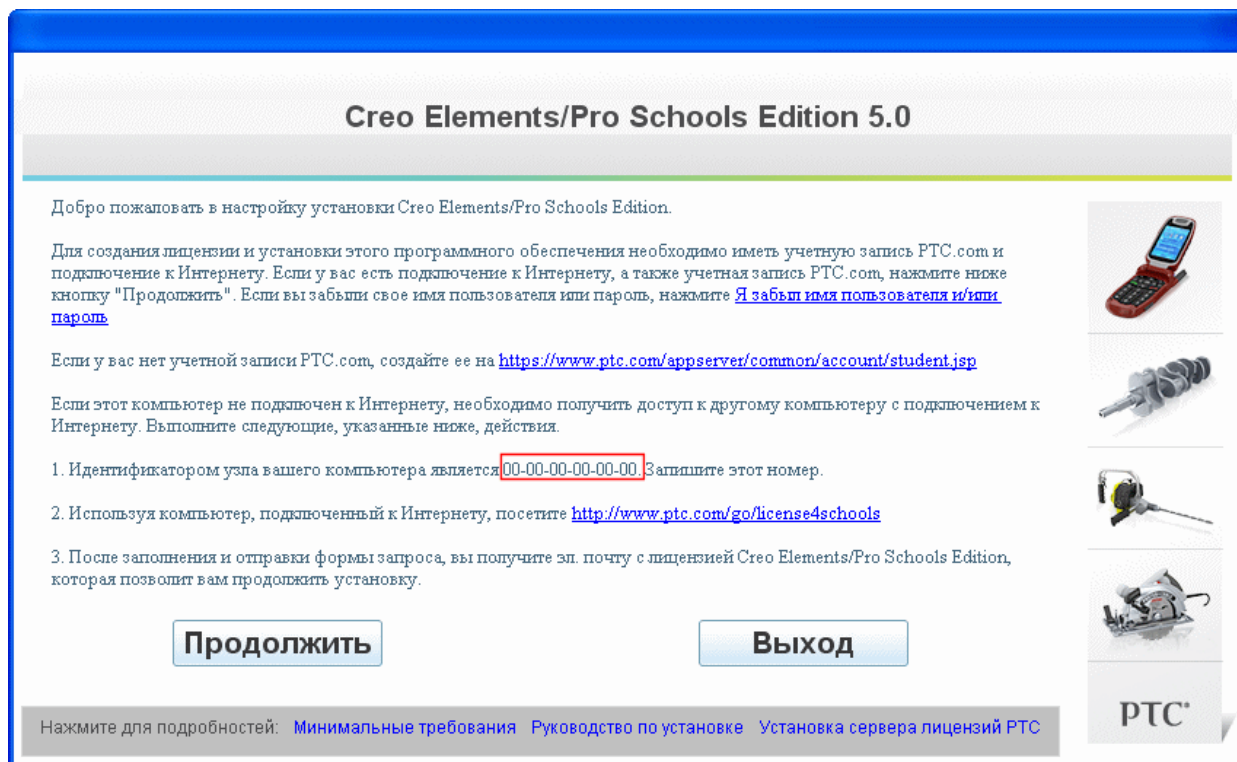 Creo Elements/Pro Schools Edition 5.0
Добро пожаловать в настройку установки Creo Elements/Pro Schools Edition.
Для создания лицензии и установки этого программного обеспечения необходимо иметь учетную запись PTC.com и
подключение к Интернету. Если у вас есть подключение к Интернету, а также учетная запись PTC.com, нажмите ниже
кнопку "Продолжить". Если вы забыли свое имя пользователя или пароль, нажмите Я забыл имя пользователя и/или
пароль
Если у вас нет учетной записи PTC.com, создайте ее на https://www.ptc.com/appserver/common/account/student.jsp
Если этот компьютер не подключен к Интернету, необходимо получить доступ к другому компьютеру с подключением к
Интернету. Выполните следующие, указанные ниже, действия.
1. Идентификатором узла вашего компьютера является 00-00-00-00-00-00. Запишите этот номер.
2. Используя компьютер, подключенный к Интернету, посетите http://www.ptc.com/go/license4schools
3. После заполнения и отправки формы запроса, вы получите эл. почту с лицензией Creo Elements/Pro Schools Edition,
которая позволит вам продолжить установку.
Продолжить Выход
Нажмите для подробностей: Минимальные требования Руководство по установке Установка сервера лицензий PTC
PTC